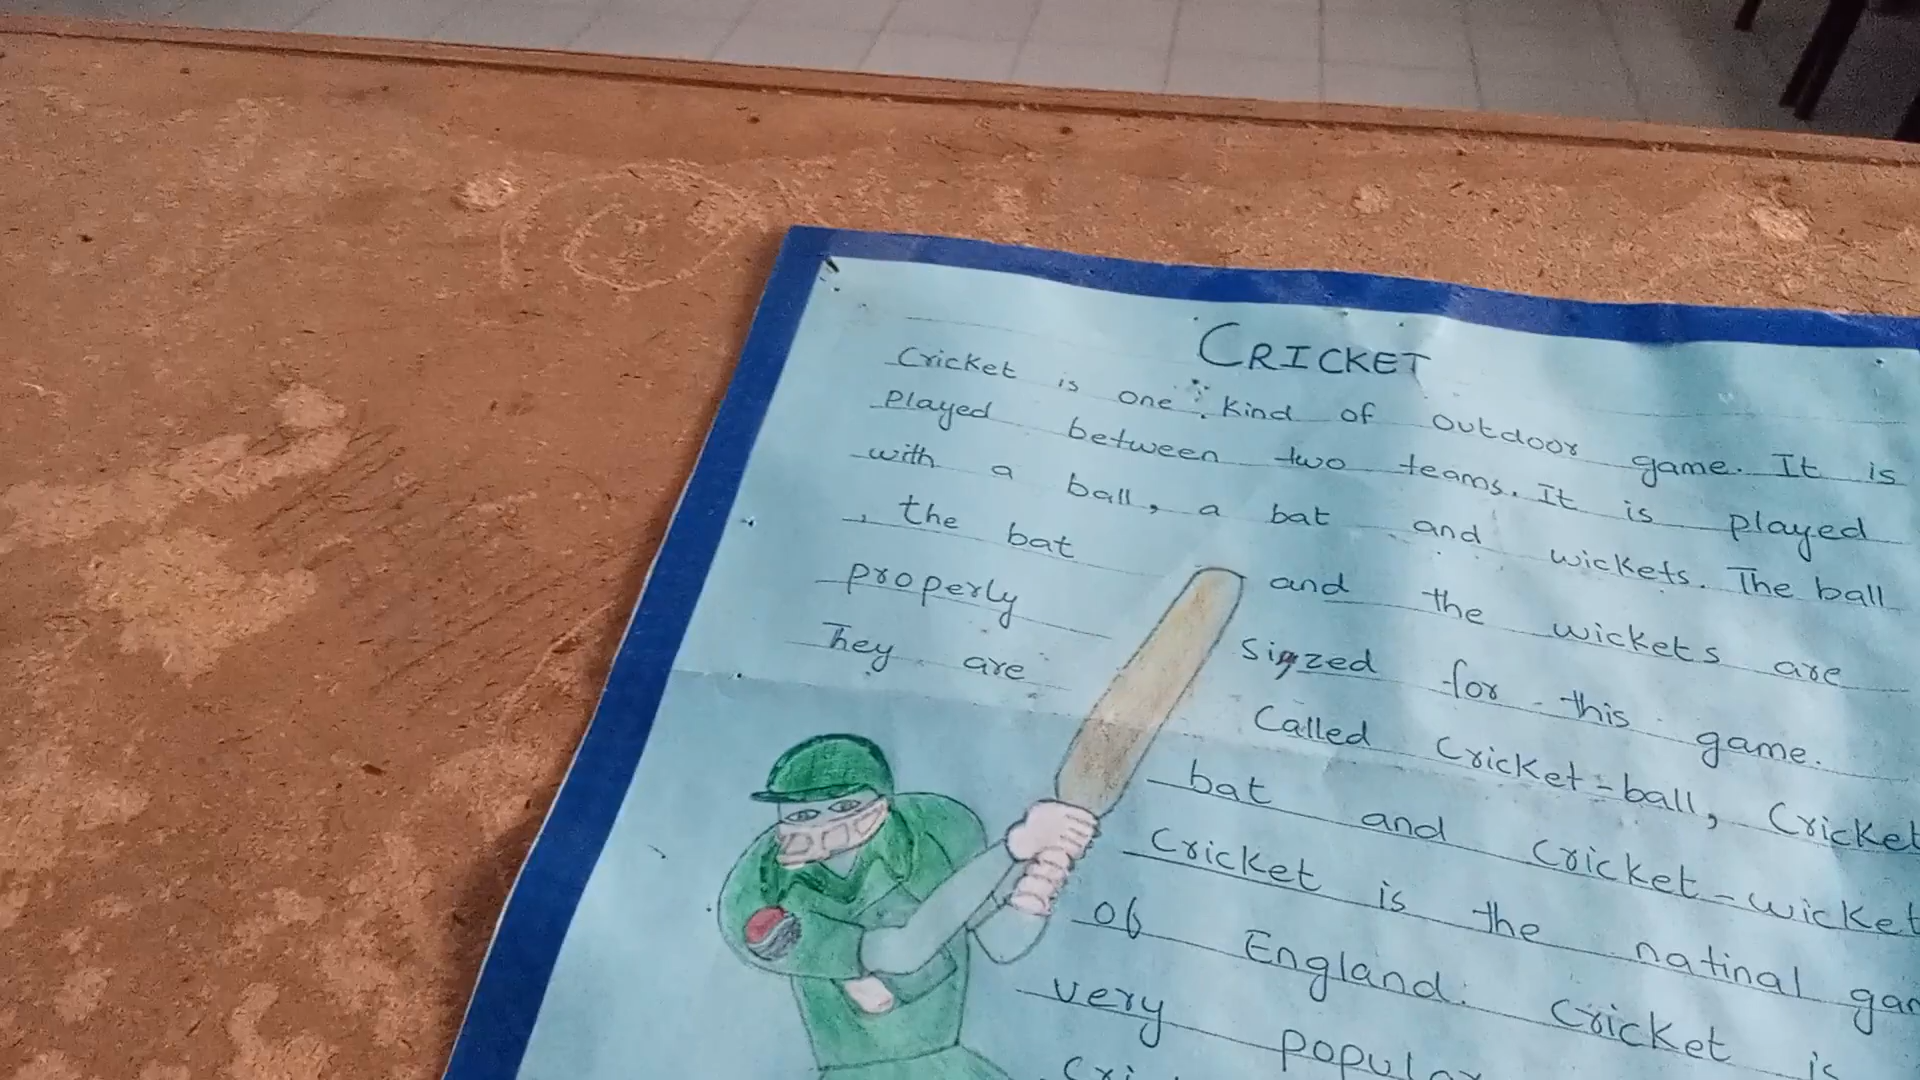 CRICKET
Cricket is one kind of outdoor game. It is
played between two teams. It is played
with a ball, a bat and wickets. The ball
, the bat and the wickets are
properly Sizzed for this game.
They are Called Cricket-ball, Cricket
bat and Cricket-wicket
Cricket is the natinal
of England. Cricket is
very